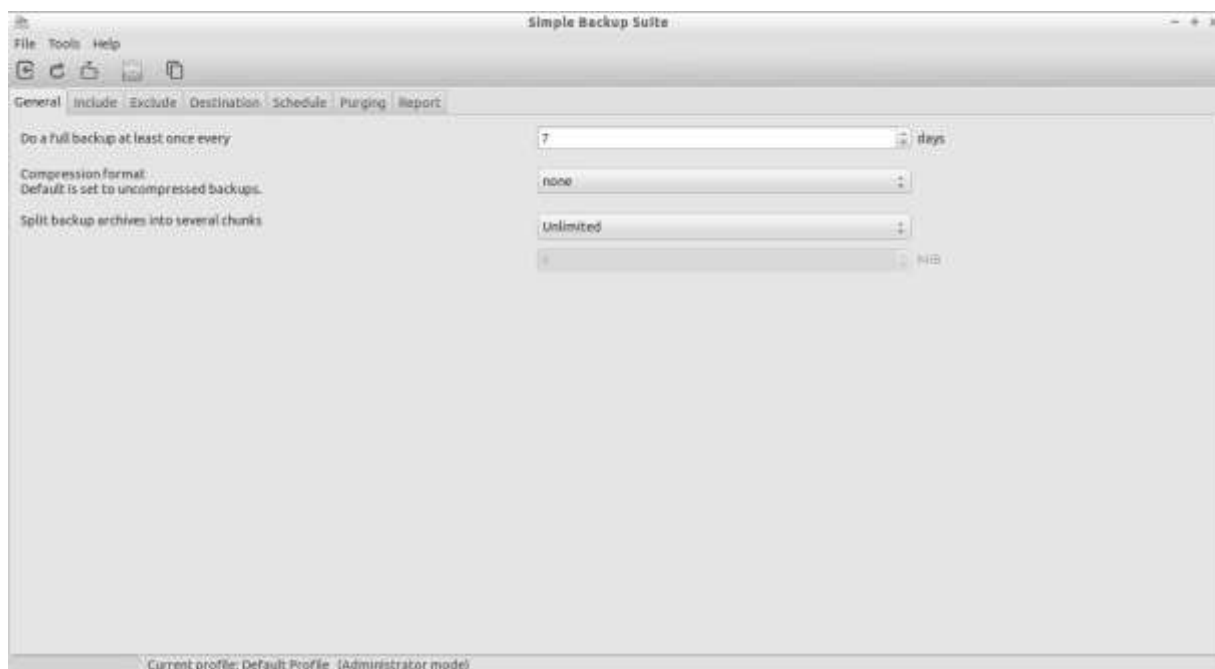 Simple Backup Suite
File Tools Help
General Include Exclude Destination Schedule Purging Report
Do a full backup at least once every 7 days
Compression format
Default is set to uncompressed backups. none
Split backup archives into several chunks Unlimited
MiB
Current profile: Default Profile (Administrator mode)